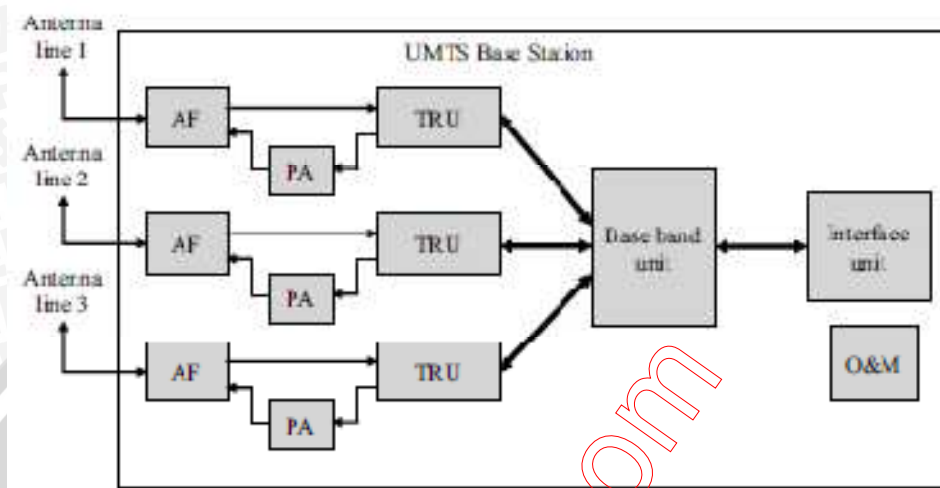 Antenna
line 1
UMTS Base Station
AF
TRU
PA
Antenna
line 2
AF
TRU
PA
Base band
unit
Interface
unit
Antenna
line 3
AF
TRU
PA
O&M
om